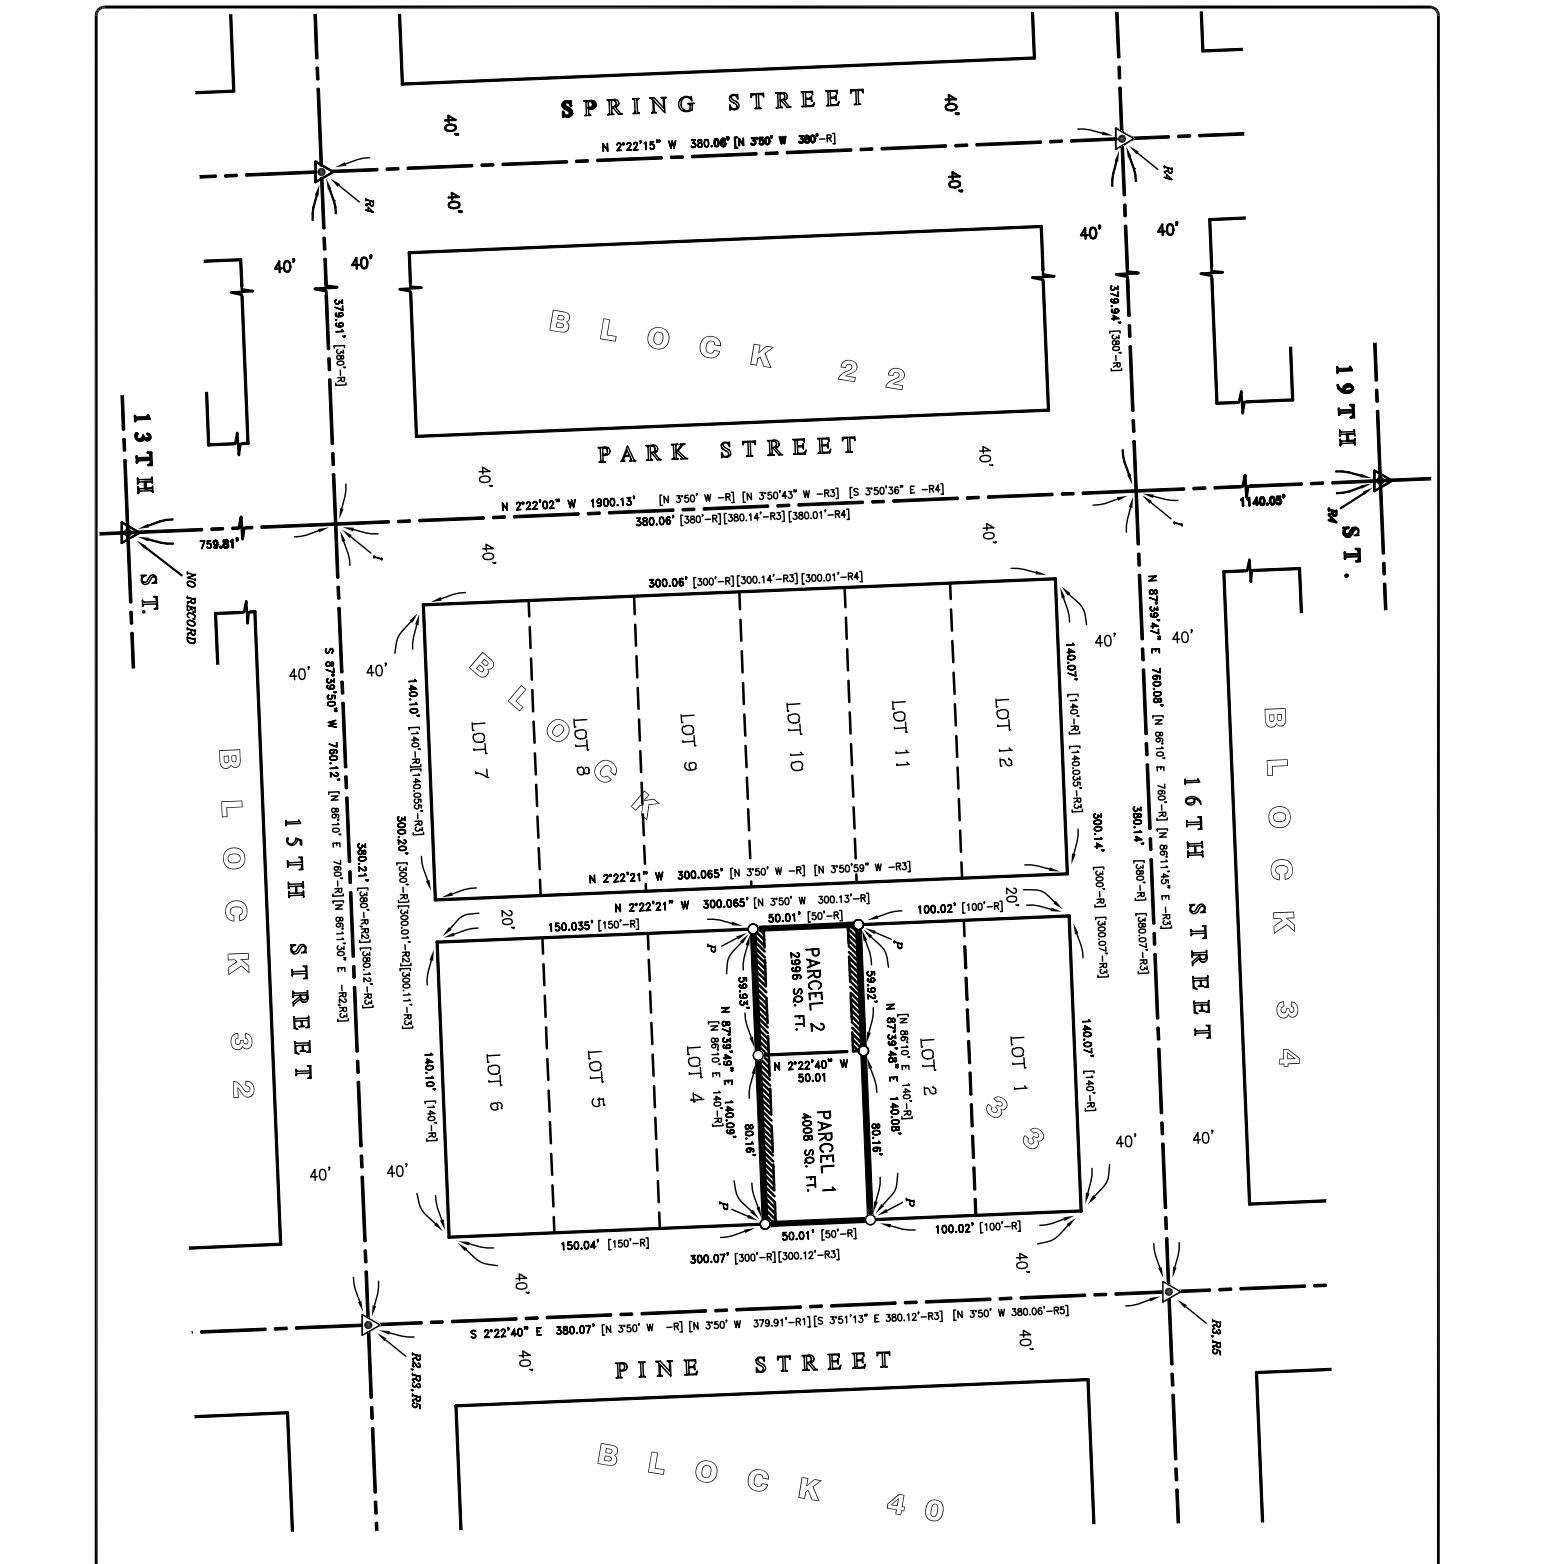 SPRING STREET
40'
40'
N 2°22'15" W 380.06' [N 3°50' W 380'-R]
R4
R4
40'
40'
40'
40'
40'
40'
379.91' [380'-R]
379.94' [380'-R]
BLOCK 22
13TH ST.
19TH ST.
PARK STREET
40'
40'
N 2°22'02" W 1900.13' [N 3°50' W -R] [N 3°50'43" W -R3] [S 3°50'36" E -R4]
380.06' [380'-R][380.14'-R3][380.01'-R4]
759.81'
1140.05'
R4
I
I
NO RECORD
40'
40'
300.06' [300'-R][300.14'-R3][300.01'-R4]
40'
40'
40'
40'
S 87°39'50" W 760.12' [N 86°10' E 760'-R][N 86°11'30" E -R2,R3]
380.21' [380'-R,R2][380.12'-R3]
N 87°39'47" E 760.08' [N 86°10' E 760'-R] [N 86°11'45" E -R3]
380.14' [380'-R] [380.07'-R3]
140.10' [140'-R][140.055'-R3]
300.20' [300'-R][300.01'-R2][300.11'-R3]
140.07' [140'-R] [140.035'-R3]
300.14' [300'-R] [300.07'-R3]
BLOCK 33
LOT 7
LOT 8
LOT 9
LOT 10
LOT 11
LOT 12
BLOCK 32
15TH STREET
16TH STREET
BLOCK 34
N 2°22'21" W 300.065' [N 3°50' W -R] [N 3°50'59" W -R3]
N 2°22'21" W 300.065' [N 3°50' W 300.13'-R]
20'
20'
150.035' [150'-R]
50.01' [50'-R]
100.02' [100'-R]
P
P
59.93'
59.92'
PARCEL 2
2996 SQ. FT.
N 87°39'49" E 140.09'
[N 86°10' E 140'-R]
[N 86°10' E 140'-R]
N 87°39'48" E 140.08'
N 2°22'40" W
50.01
LOT 6
LOT 5
LOT 4
LOT 2
LOT 1
140.10' [140'-R]
140.07' [140'-R]
80.16'
80.16'
PARCEL 1
4008 SQ. FT.
P
P
40'
40'
40'
40'
150.04' [150'-R]
50.01' [50'-R]
100.02' [100'-R]
300.07' [300'-R][300.12'-R3]
40'
40'
S 2°22'40" E 380.07' [N 3°50' W -R] [N 3°50' W 379.91'-R1][S 3°51'13" E 380.12'-R3] [N 3°50' W 380.06'-R5]
R2,R3,R5
R3,R5
40'
40'
PINE STREET
BLOCK 40